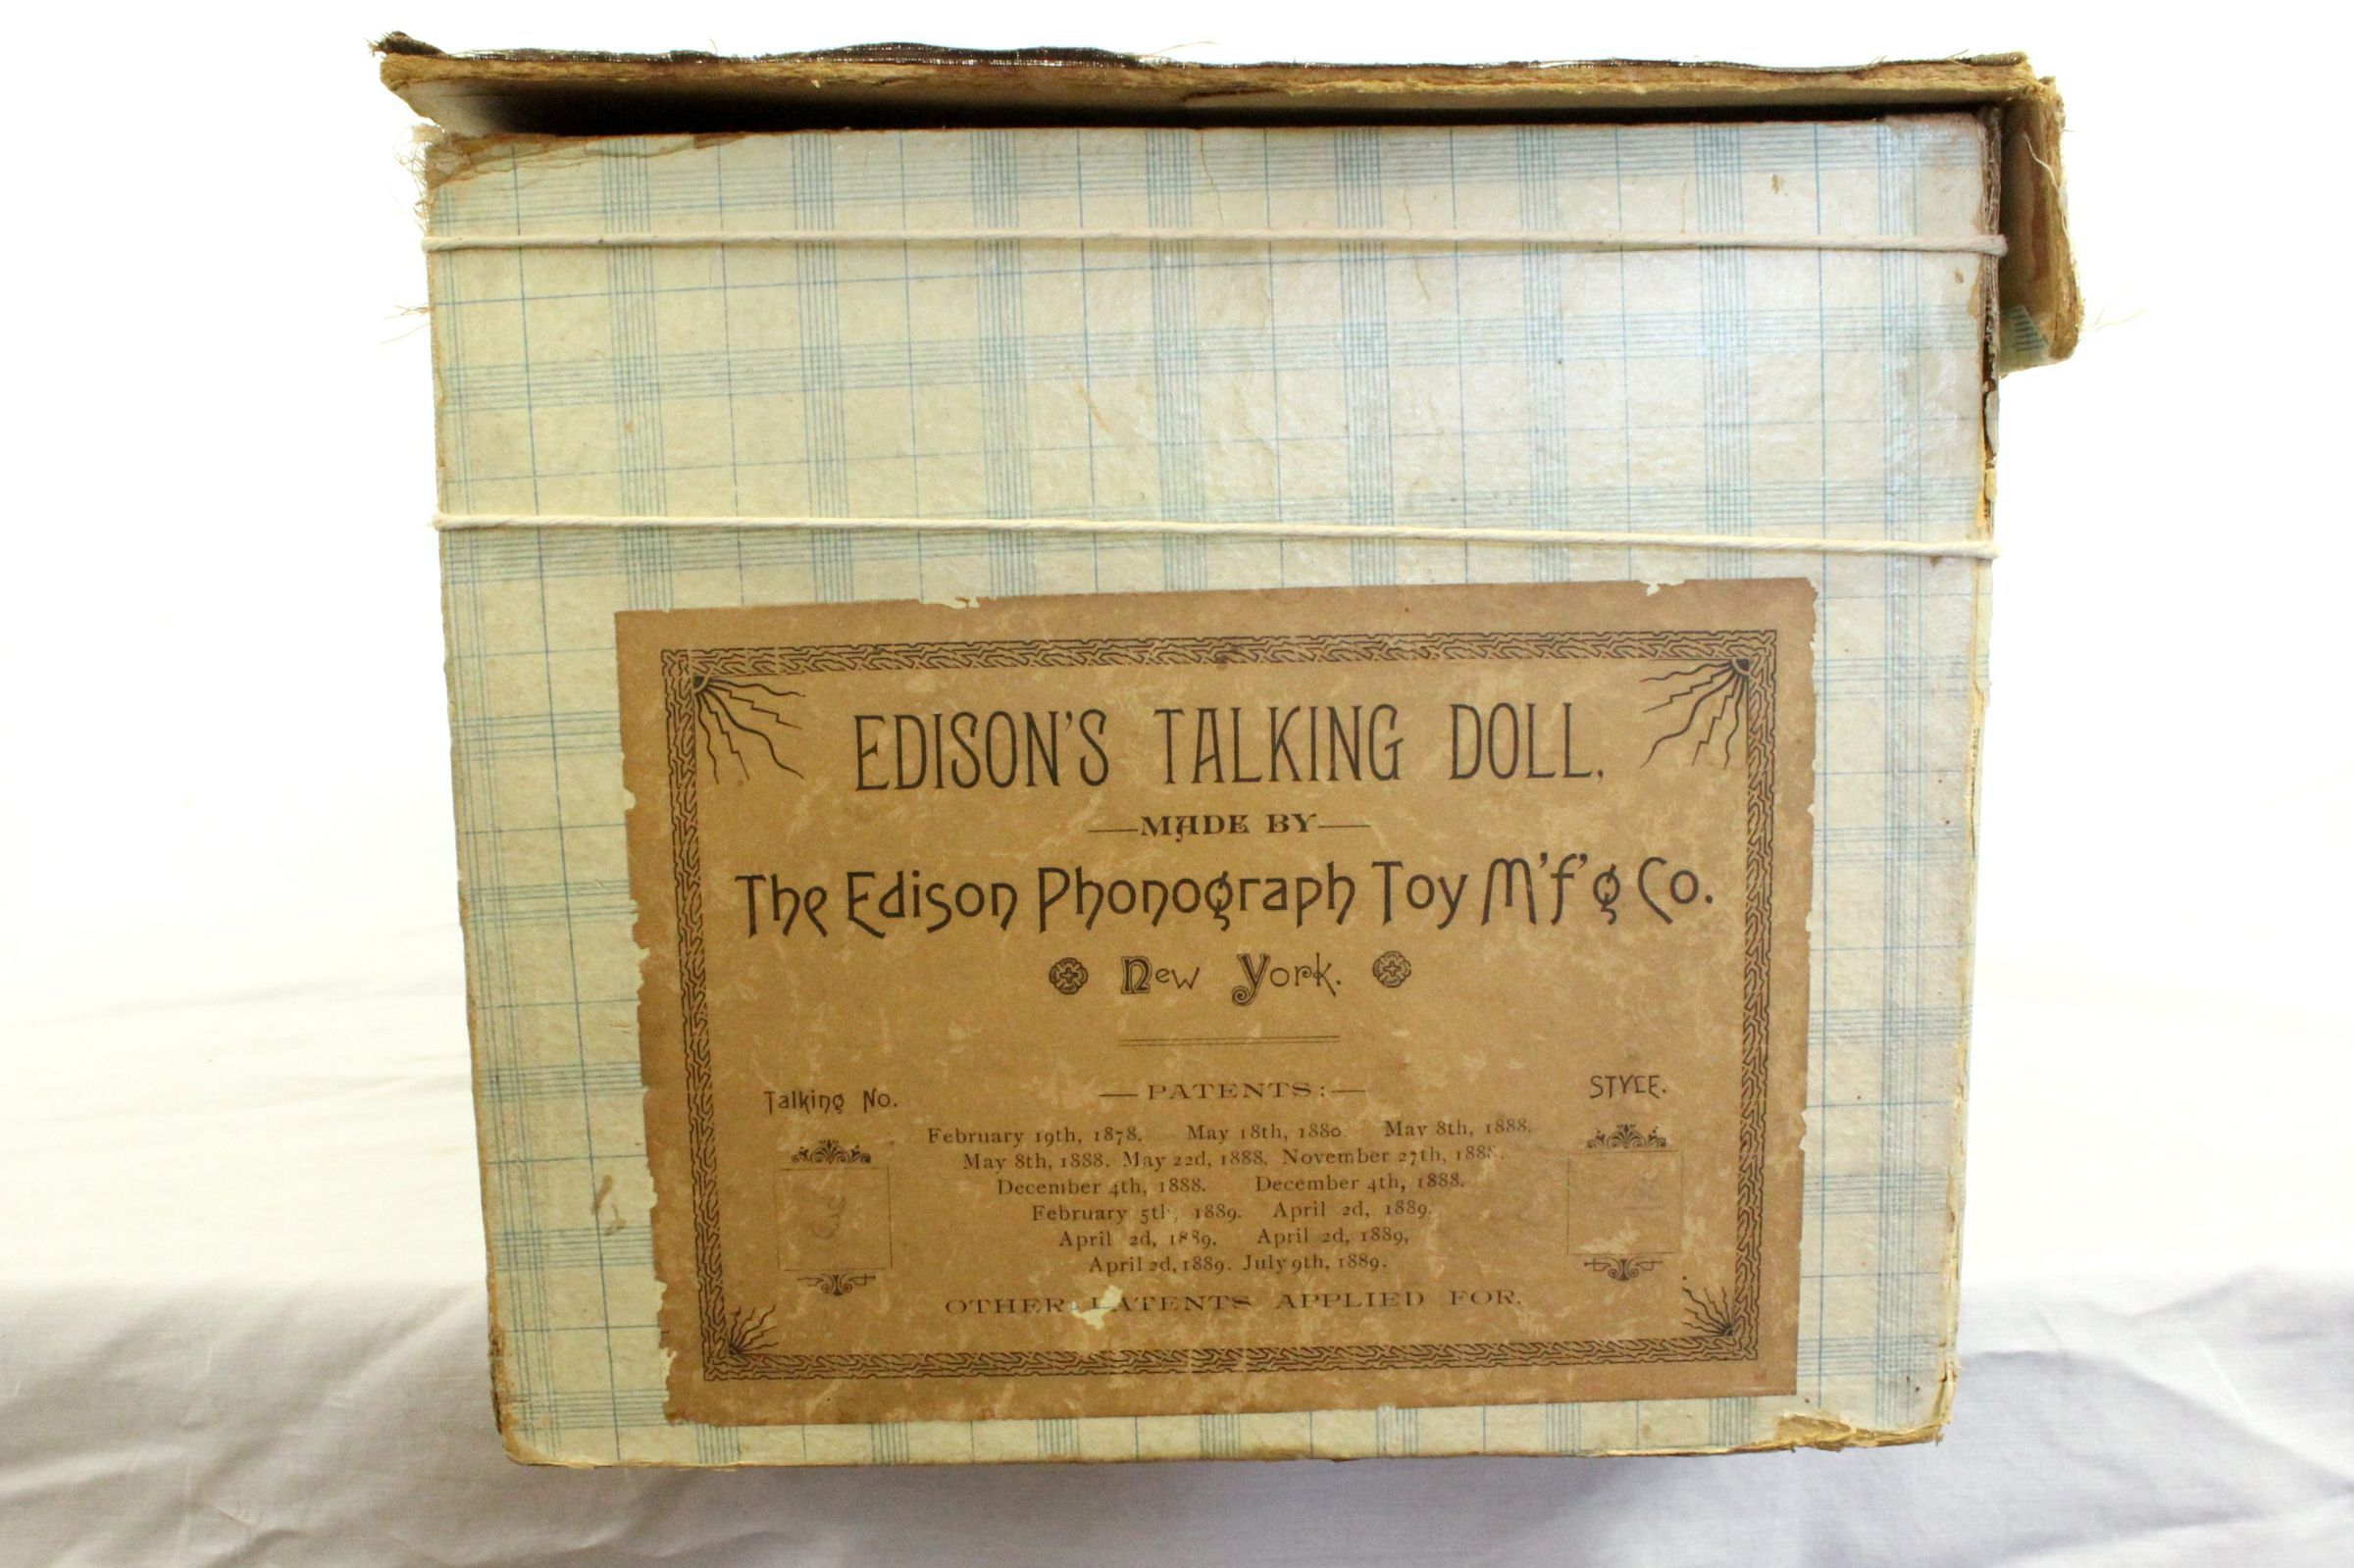 EDISON'S TALKING DOLL.
—MADE BY—
The Edison Phonograph Toy M'f'g Co.
New York.
Talking No.
— PATENTS:—
STYLE.
February 19th, 1878. May 18th, 1880 May 8th, 1888.
May 8th, 1888. May 22d, 1888. November 27th, 1888.
December 4th, 1888. December 4th, 1888.
February 5th, 1889. April 2d, 1889.
April 2d, 1889, April 2d, 1889,
April 2d, 1889. July 9th, 1889.
OTHER PATENTS APPLIED FOR.